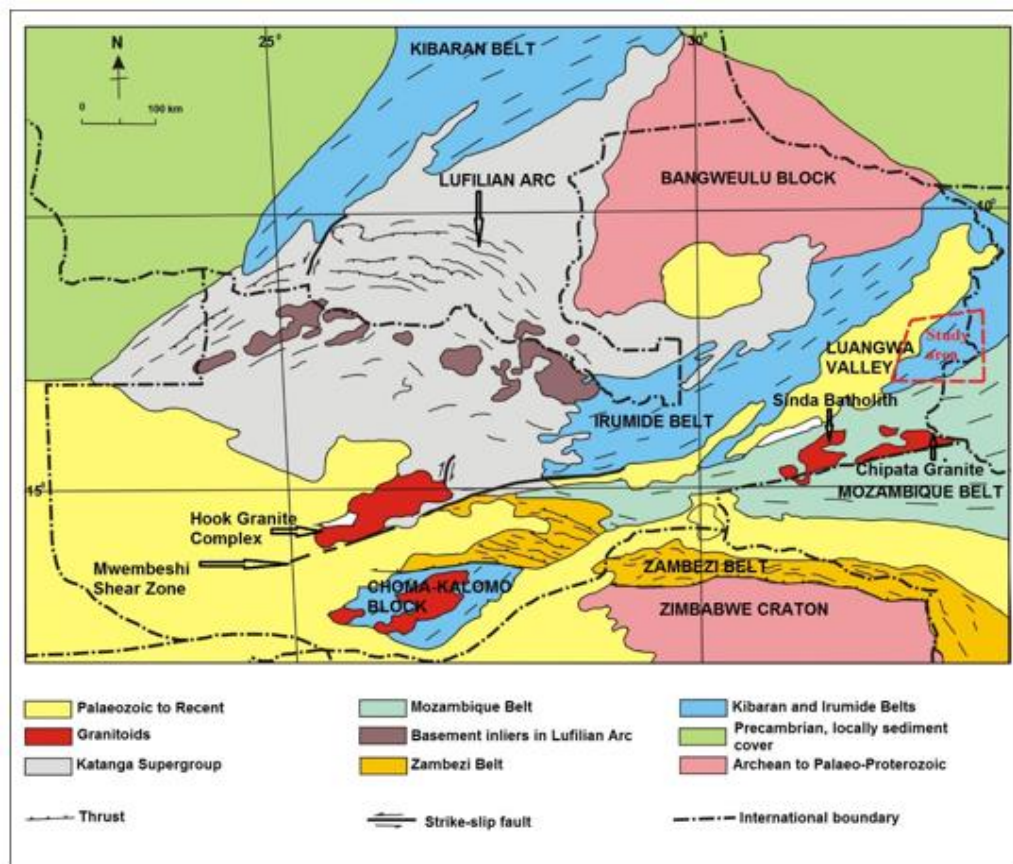 25°
30°
KIBARAN BELT
N
0 100 km
LUFILIAN ARC
BANGWEULU BLOCK
10°
LUANGWA
VALLEY
Study
area
Sinda Batholith
IRUMIDE BELT
Chipata Granite
15°
MOZAMBIQUE BELT
Hook Granite
Complex
Mwembeshi
Shear Zone
ZAMBEZI BELT
CHOMA-KALOMO
BLOCK
ZIMBABWE CRATON
Palaeozoic to Recent
Mozambique Belt
Kibaran and Irumide Belts
Granitoids
Basement inliers in Lufilian Arc
Precambrian, locally sediment
cover
Katanga Supergroup
Zambezi Belt
Archean to Palaeo-Proterozoic
Thrust
Strike-slip fault
International boundary